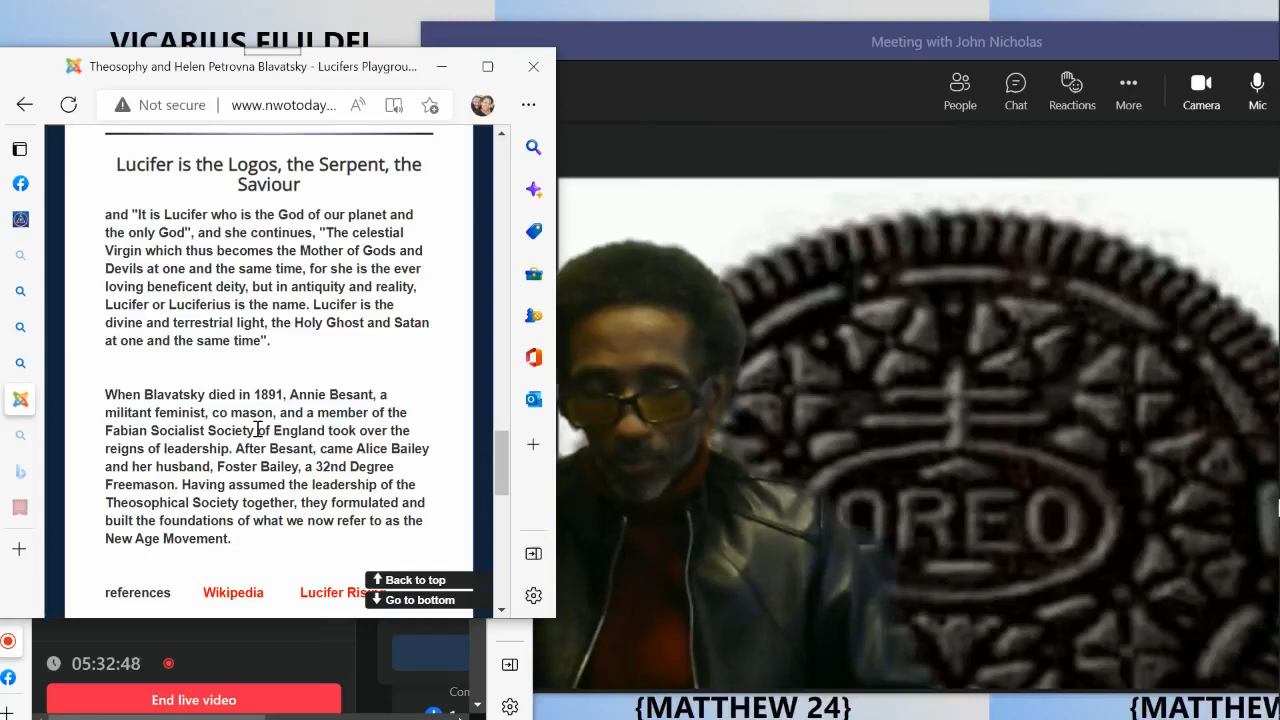 VICARIUS FILII DEI
Meeting with John Nicholas
Theosophy and Helen Petrovna Blavatsky - Lucifers Playgrou...
Not secure
www.nwotoday...
People
Chat
Reactions
More
Camera
Mic
Lucifer is the Logos, the Serpent, the
Saviour
and "It is Lucifer who is the God of our planet and
the only God", and she continues, "The celestial
Virgin which thus becomes the Mother of Gods and
Devils at one and the same time, for she is the ever
loving beneficent deity, but in antiquity and reality,
Lucifer or Luciferius is the name. Lucifer is the
divine and terrestrial light, the Holy Ghost and Satan
at one and the same time".
When Blavatsky died in 1891, Annie Besant, a
militant feminist, co mason, and a member of the
Fabian Socialist Society of England took over the
reigns of leadership. After Besant, came Alice Bailey
and her husband, Foster Bailey, a 32nd Degree
Freemason. Having assumed the leadership of the
Theosophical Society together, they formulated and
built the foundations of what we now refer to as the
New Age Movement.
references Wikipedia Lucifer Rising
Back to top
Go to bottom
OREO
05:32:48
End live video
Con
{MATTHEW 24}
{MATTHEW